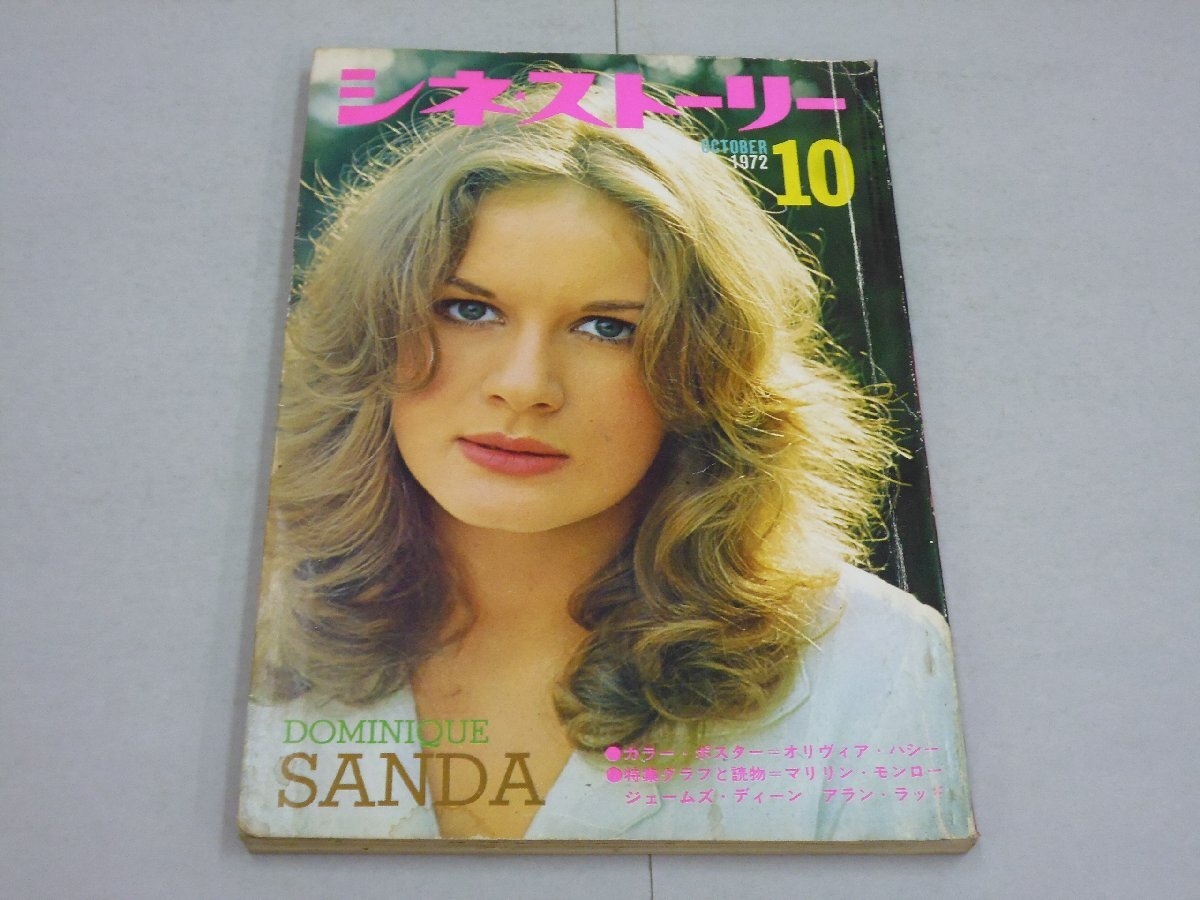 シネ・ストーリー
OCTOBER
1972
10
DOMINIQUE
SANDA
●カラー・ポスター=オリヴィア・ハシー
●特集グラフと読物=マリリン・モンロー
ジェームズ・ディーン アラン・ラッド